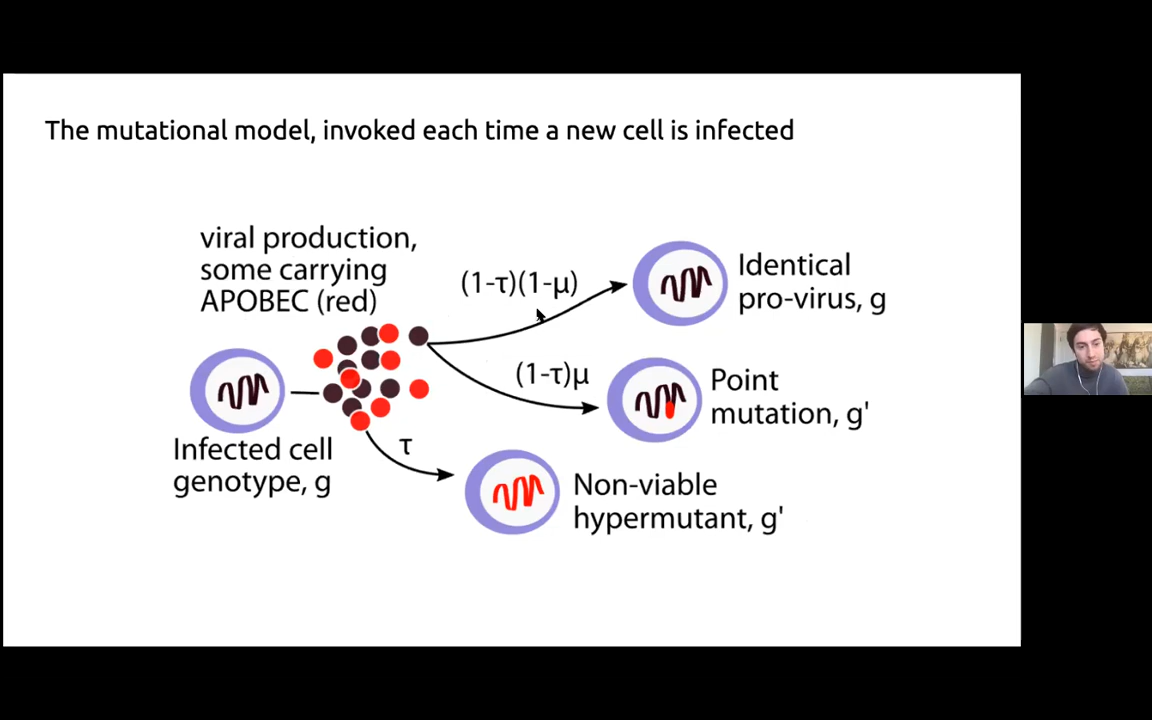 The mutational model, invoked each time a new cell is infected
viral production,
some carrying
APOBEC (red)
(1-τ)(1-μ)
Identical
pro-virus, g
(1-τ)μ
Point
mutation, g'
τ
Infected cell
genotype, g
Non-viable
hypermutant, g'